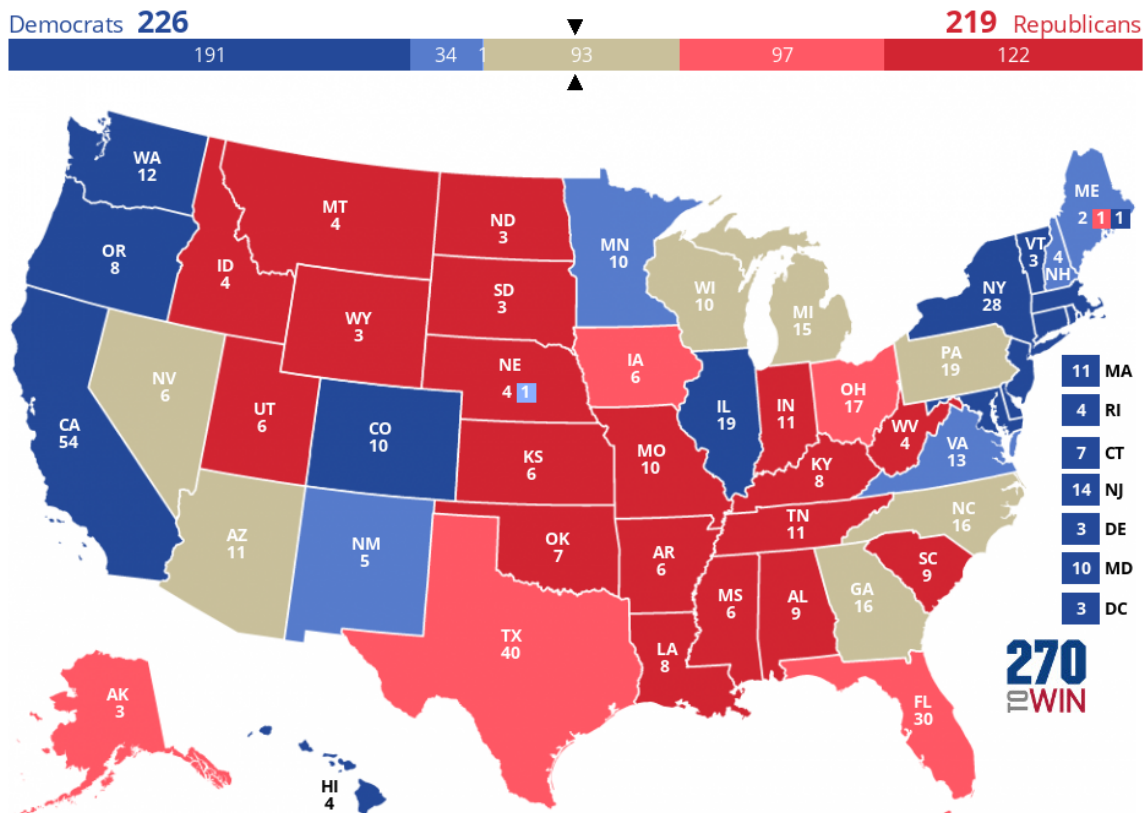 Democrats 226
219 Republicans
191 34 1 93 97 122
WA
12
OR
8
CA
54
NV
6
ID
4
MT
4
WY
3
UT
6
AZ
11
CO
10
NM
5
ND
3
SD
3
NE
4 1
KS
6
OK
7
TX
40
MN
10
IA
6
MO
10
AR
6
LA
8
WI
10
IL
19
MI
15
IN
11
OH
17
KY
8
TN
11
MS
6
AL
9
GA
16
FL
30
SC
9
NC
16
VA
13
WV
4
PA
19
NY
28
VT
3
4
NH
ME
2 1 1
11 MA
4 RI
7 CT
14 NJ
3 DE
10 MD
3 DC
AK
3
HI
4
270
TO WIN